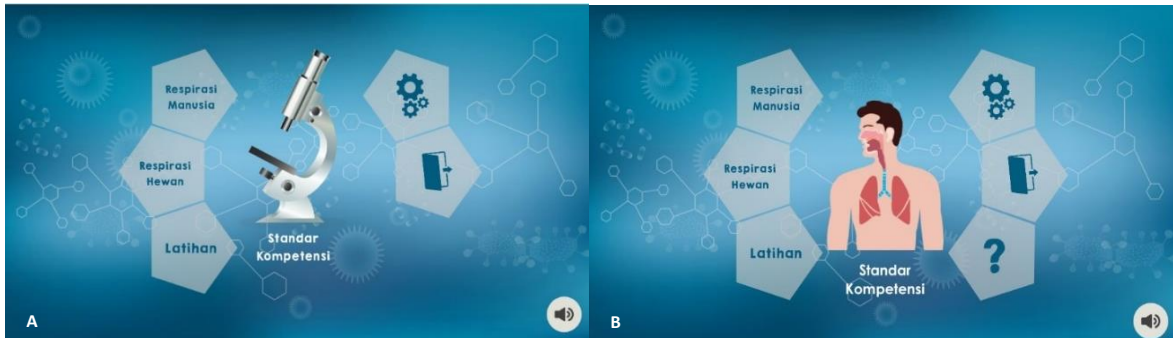 Respirasi
Manusia
Respirasi
Hewan
Latihan
Standar
Kompetensi
A
Respirasi
Manusia
Respirasi
Hewan
Latihan
?
Standar
Kompetensi
B